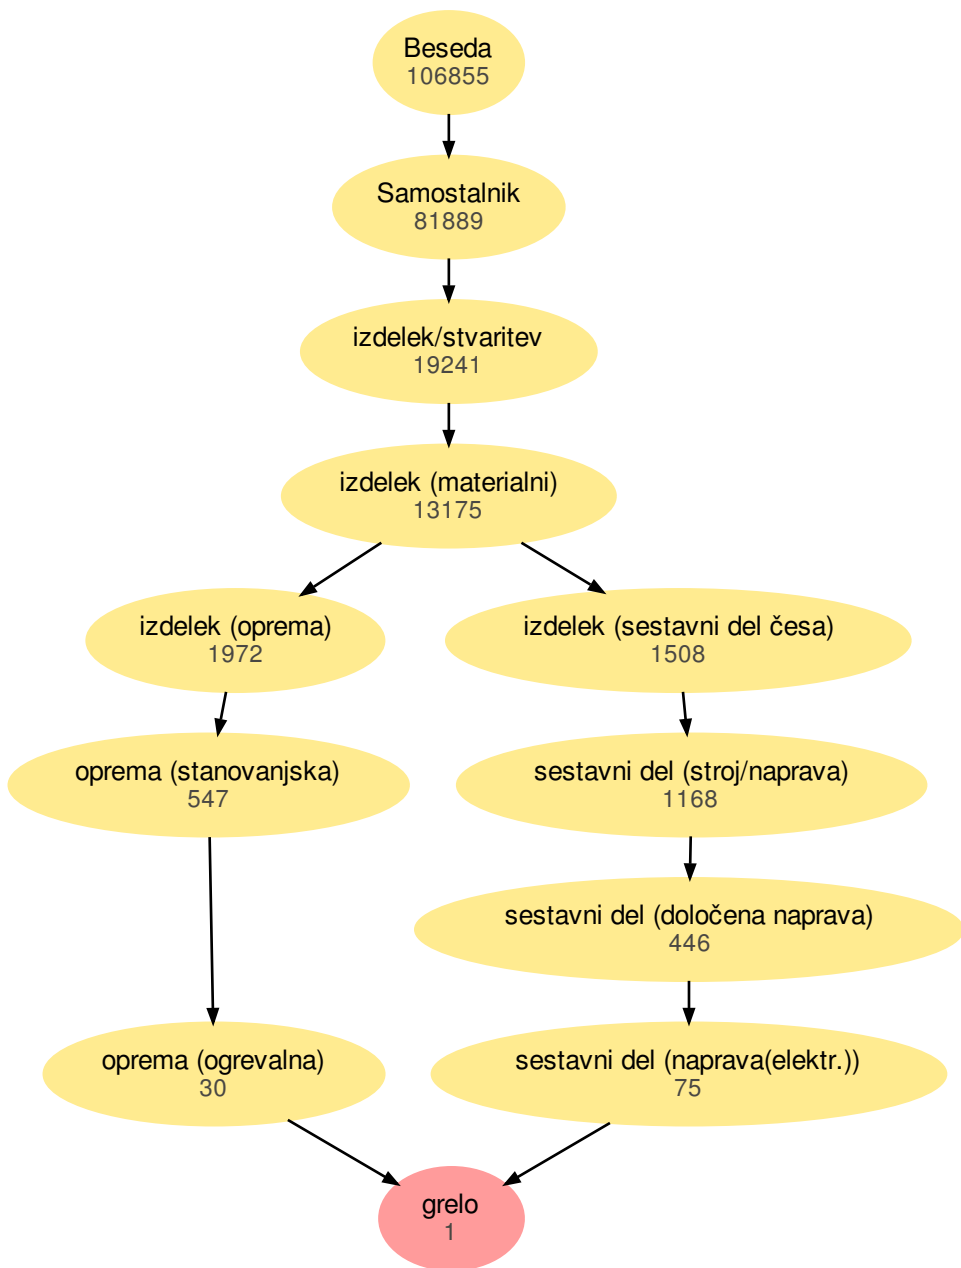 Beseda
106855
Samostalnik
81889
izdelek/stvaritev
19241
izdelek (materialni)
13175
izdelek (oprema)
1972
izdelek (sestavni del česa)
1508
oprema (stanovanjska)
547
sestavni del (stroj/naprava)
1168
sestavni del (določena naprava)
446
oprema (ogrevalna)
30
sestavni del (naprava(elektr.))
75
grelo
1